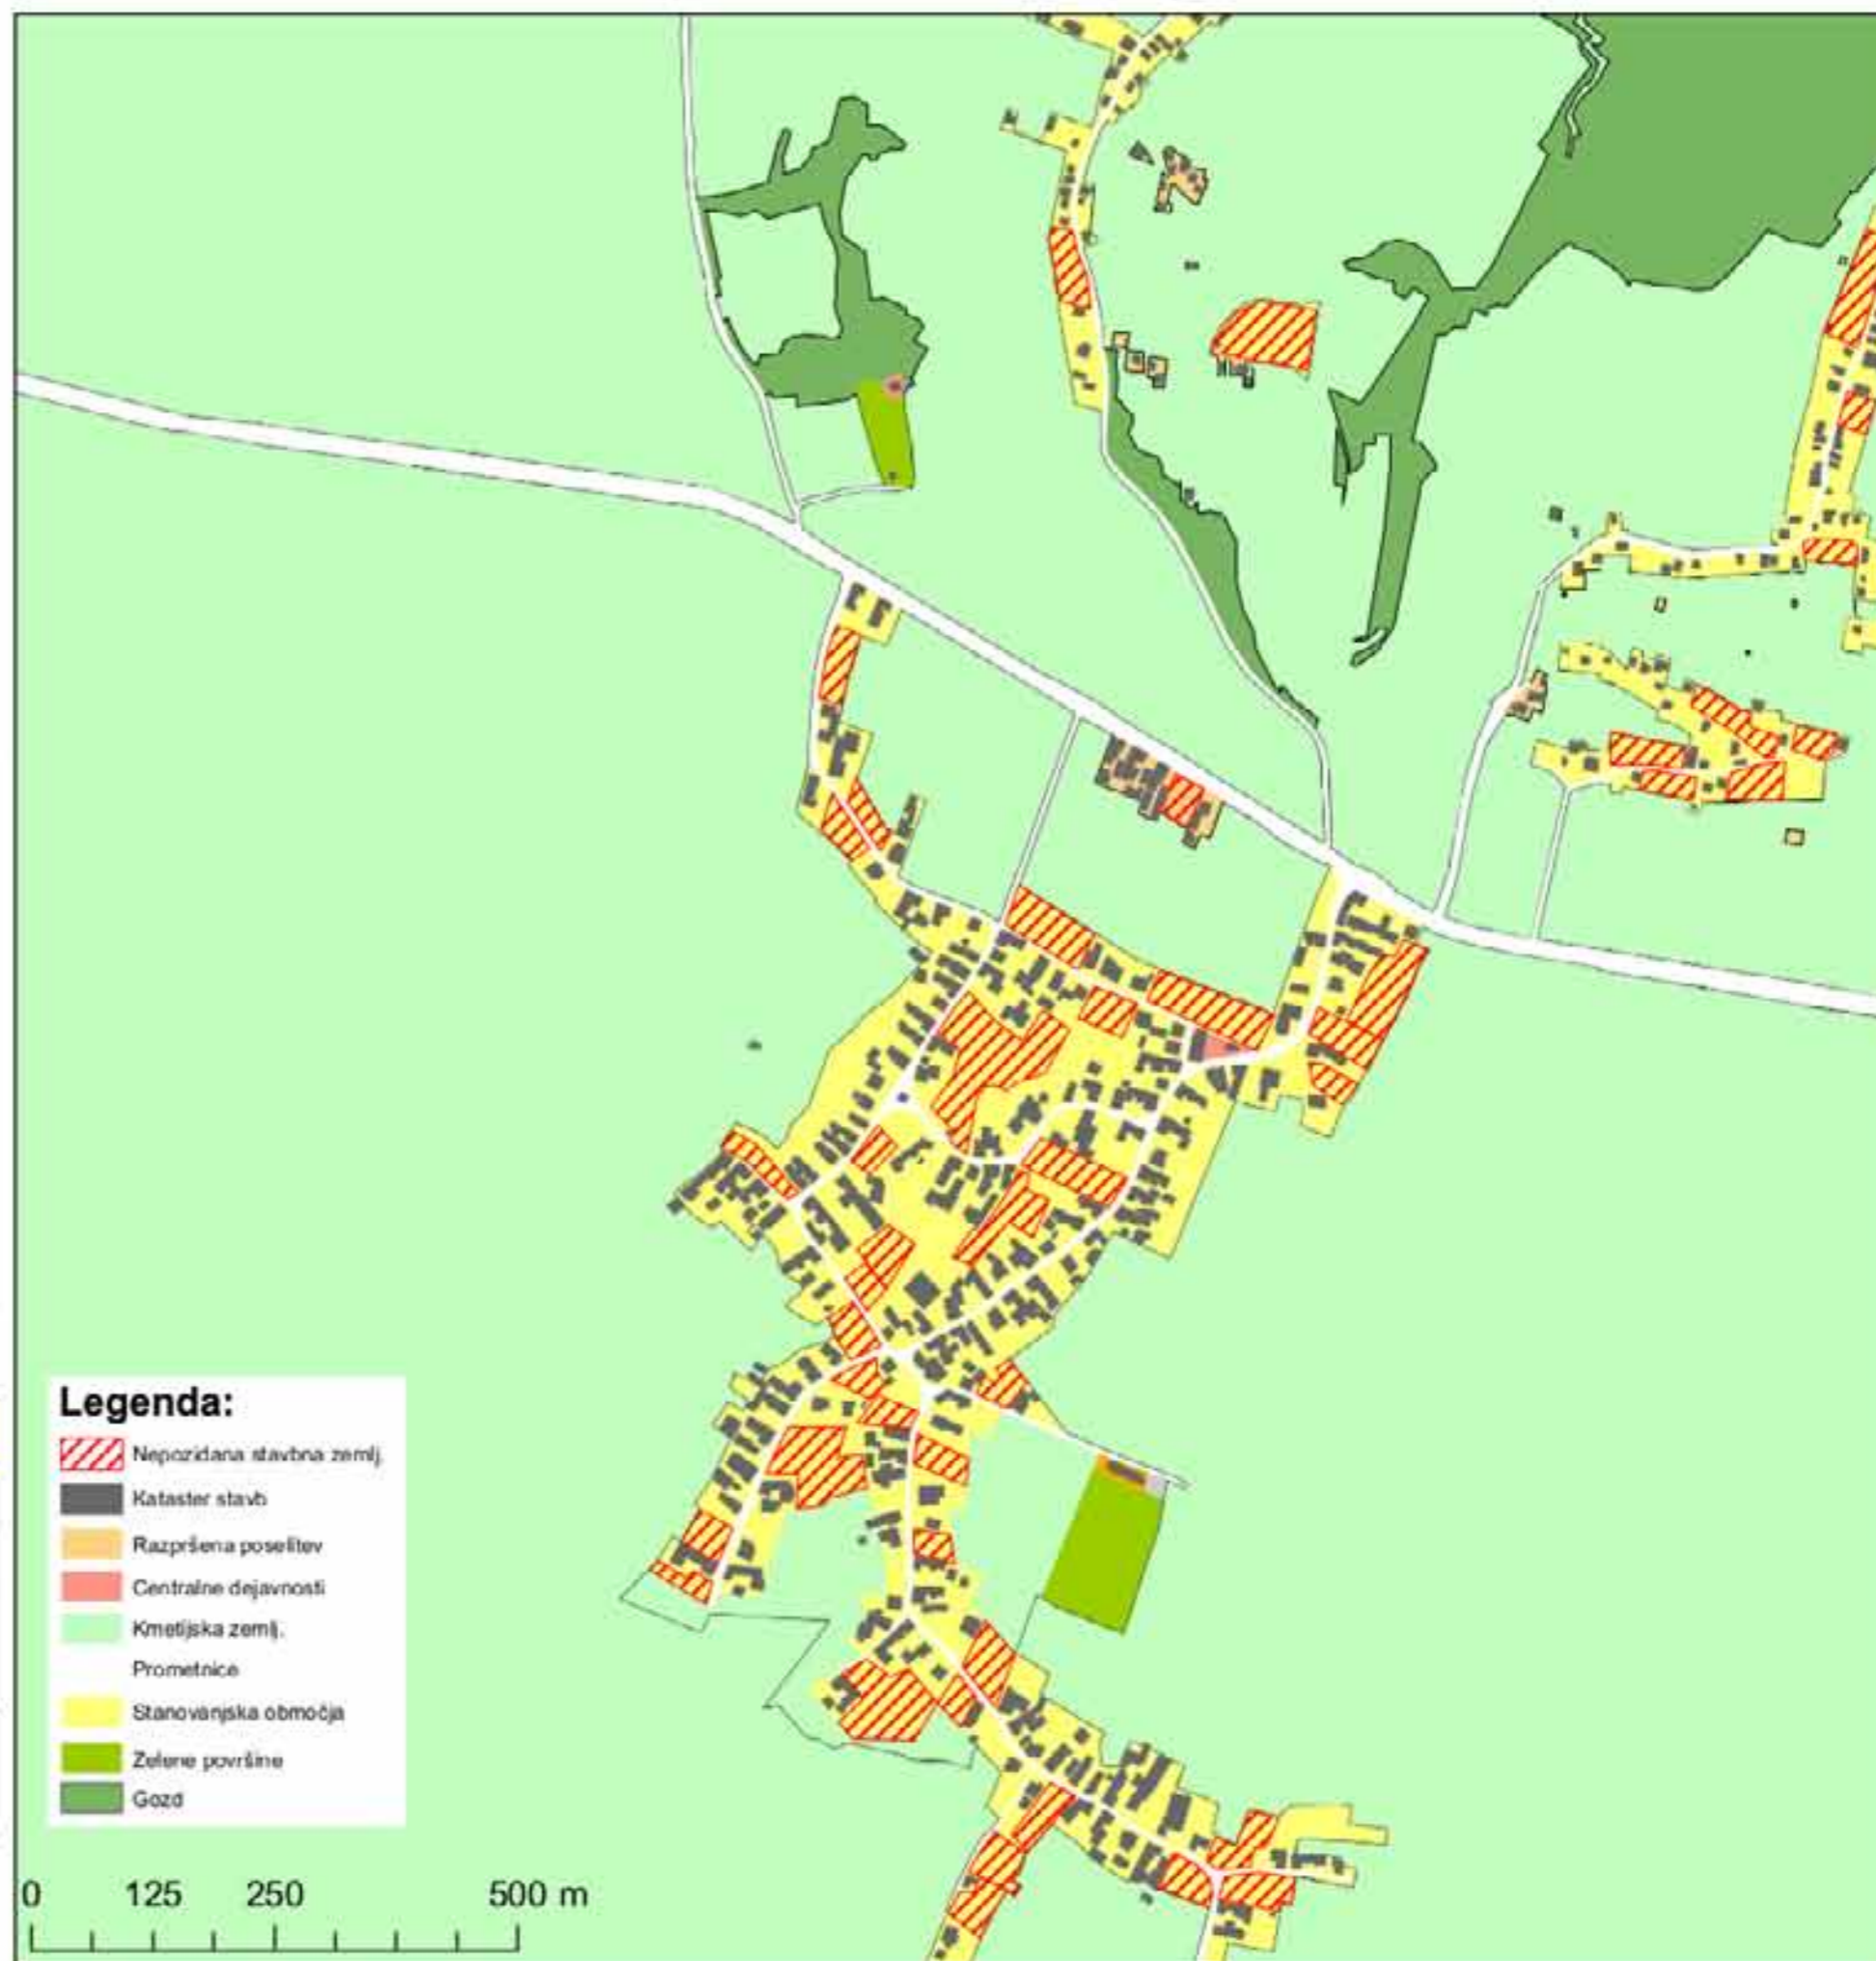 Legenda:
Nepozidana stavbna zemlj.
Kataster stavb
Razpršena poselitev
Centralne dejavnosti
Kmetijska zemlj.
Prometnice
Stanovanjska območja
Zelene površine
Gozd
0 125 250 500 m